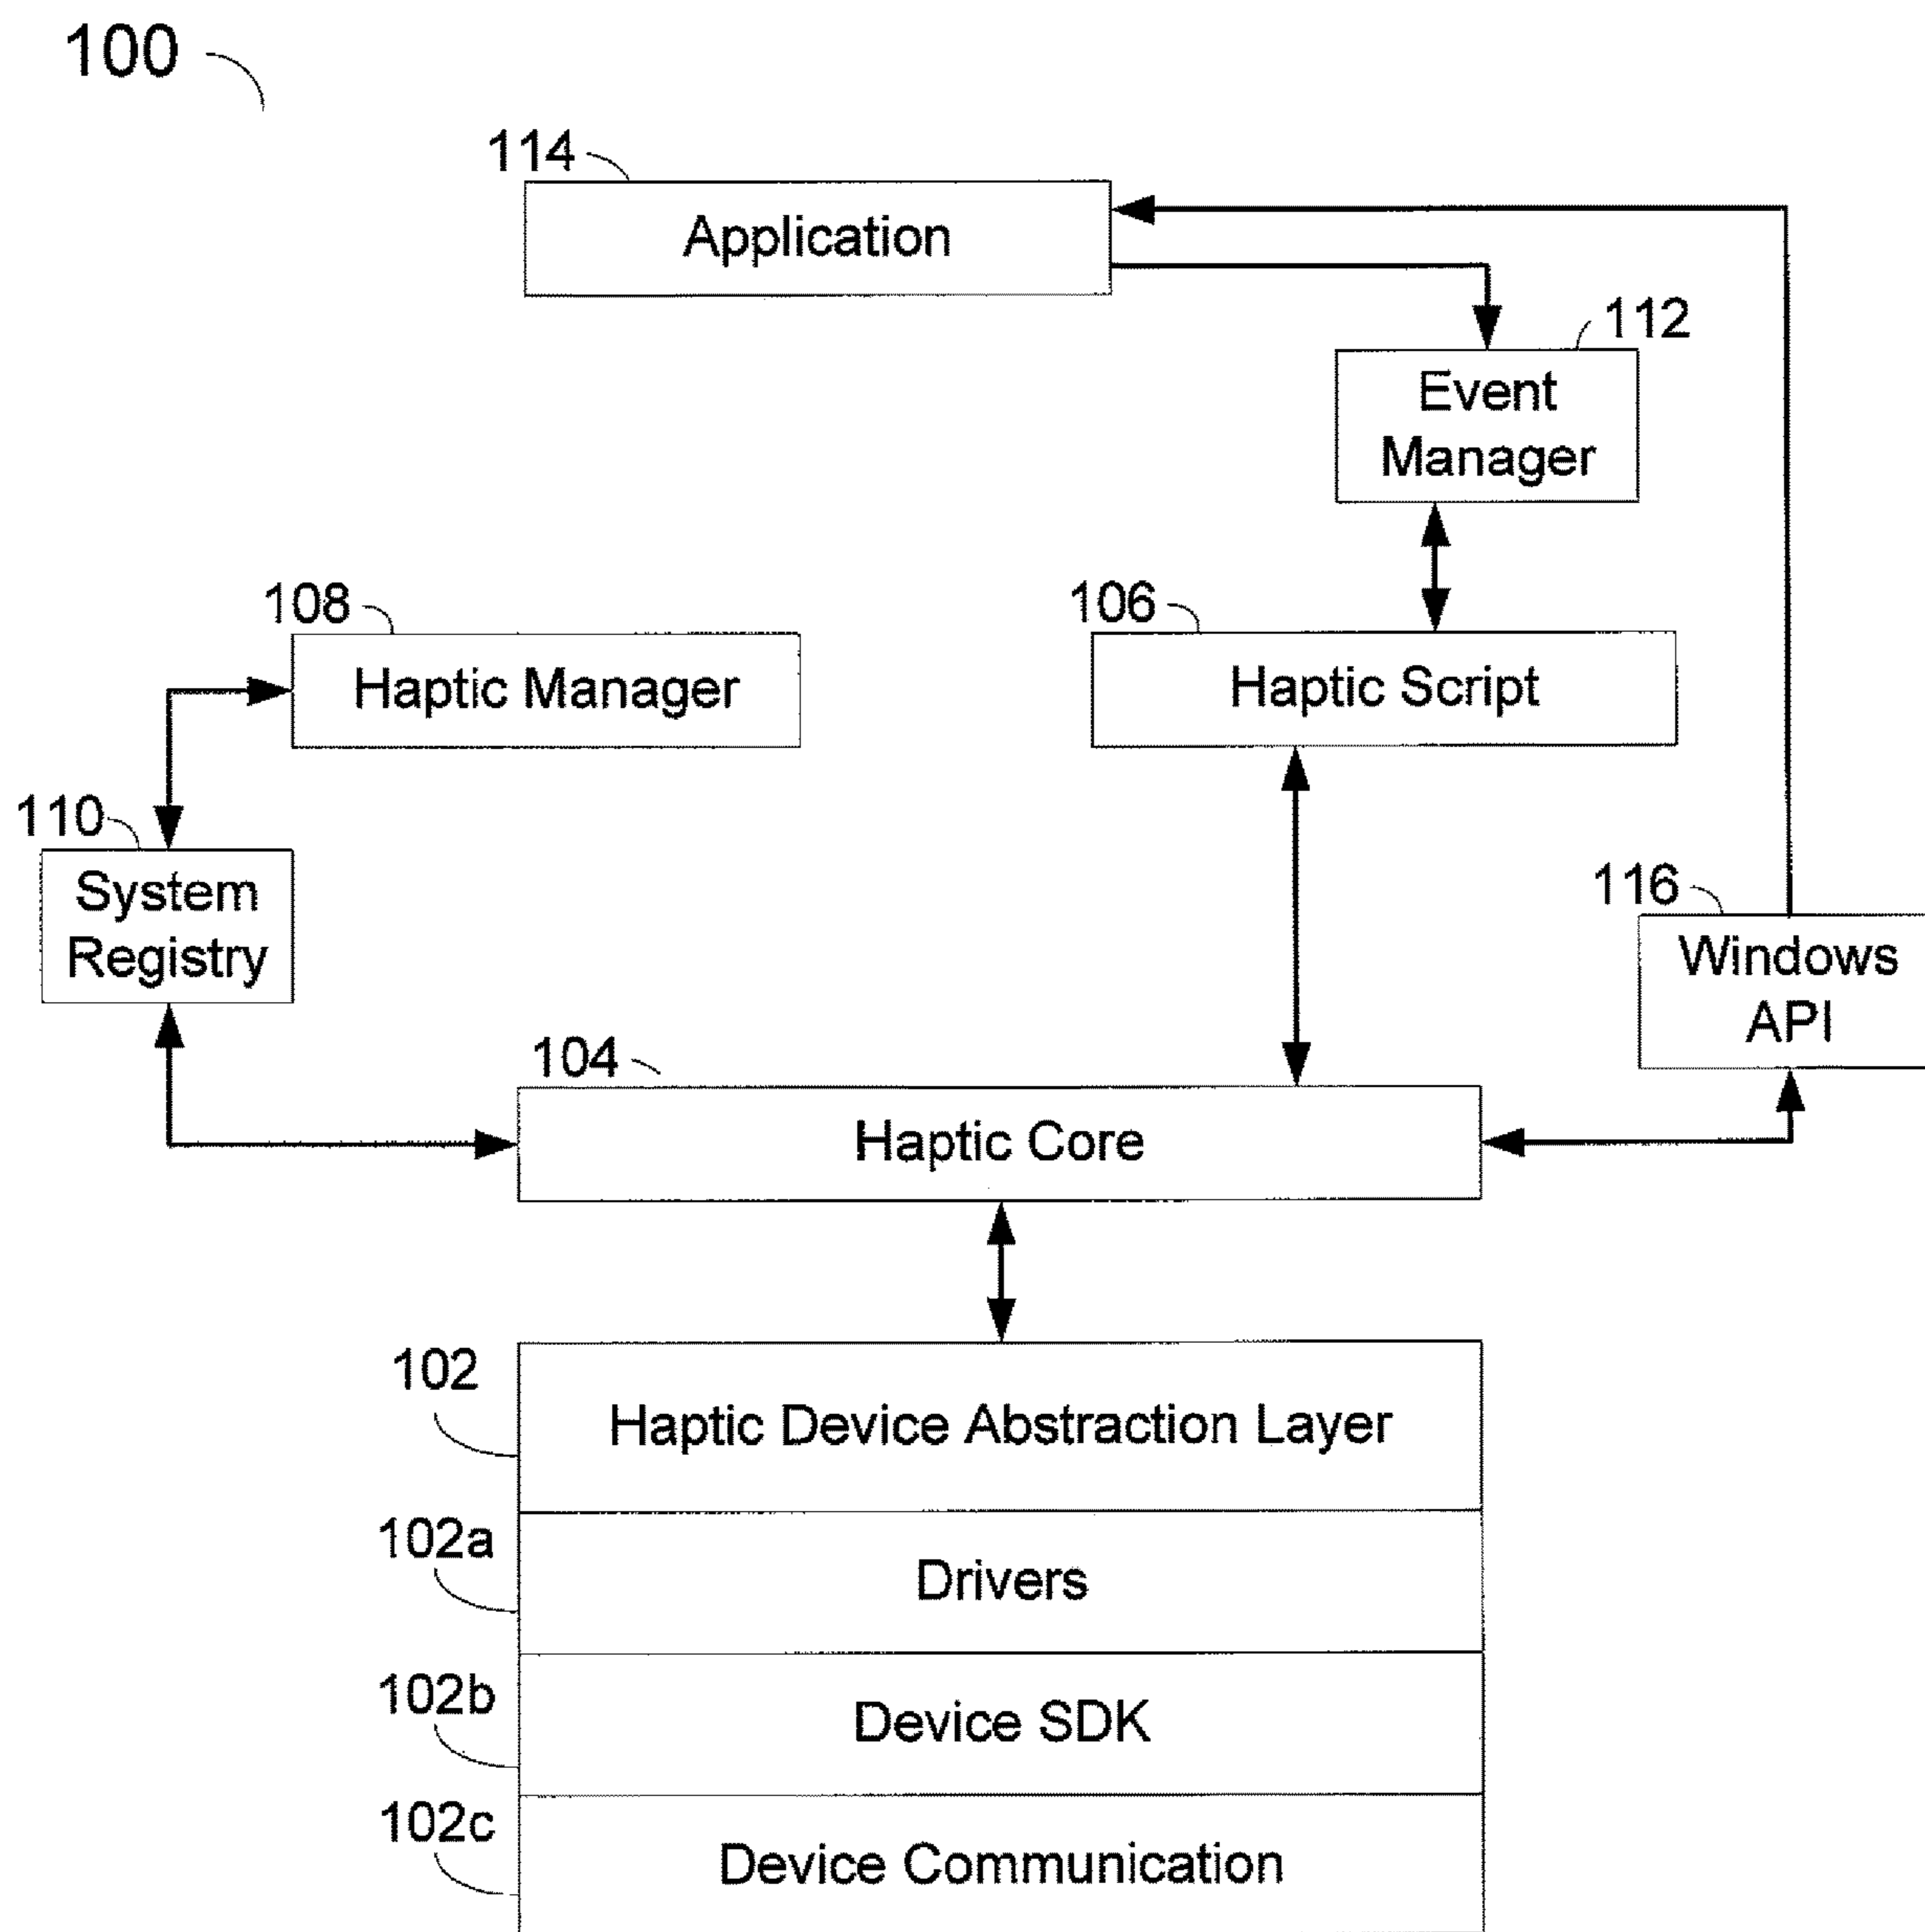 100
114
Application
112
Event
Manager
108
Haptic Manager
106
Haptic Script
110
System
Registry
116
Windows
API
104
Haptic Core
102
Haptic Device Abstraction Layer
102a
Drivers
102b
Device SDK
102c
Device Communication